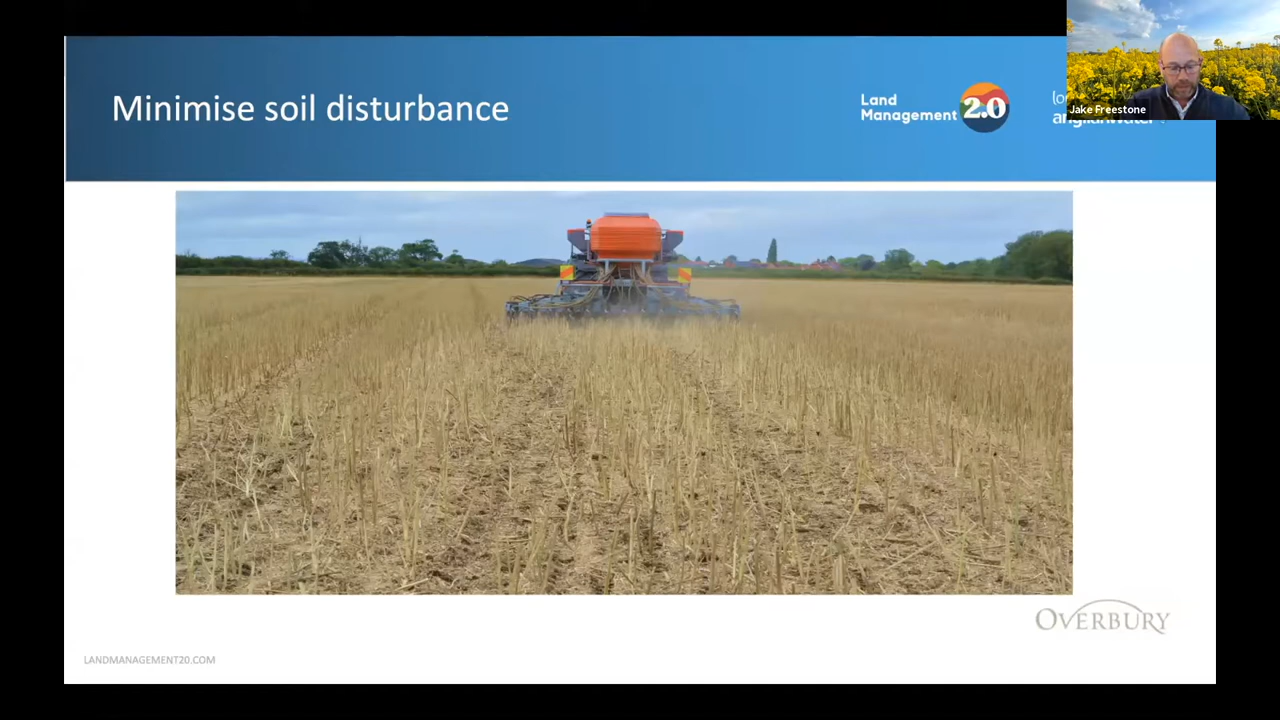 Minimise soil disturbance
Land
Management 2.0
Jake Freestone
OVERBURY
LANDMANAGEMENT20.COM